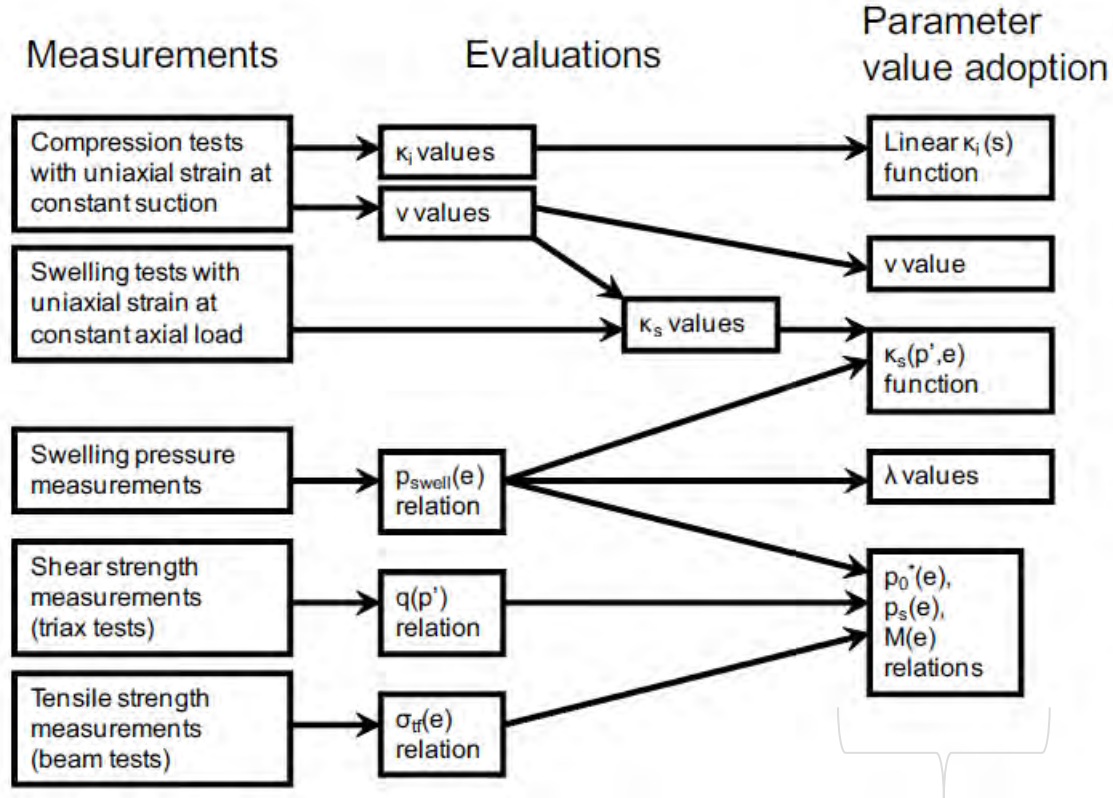 Measurements
Evaluations
Parameter
value adoption
Compression tests
with uniaxial strain at
constant suction
κi values
ν values
Linear κi (s)
function
Swelling tests with
uniaxial strain at
constant axial load
κs values
ν value
κs(p’,e)
function
Swelling pressure
measurements
pswell(e)
relation
λ values
Shear strength
measurements
(triax tests)
q(p’)
relation
p0*(e),
ps(e),
M(e)
relations
Tensile strength
measurements
(beam tests)
σtf(e)
relation